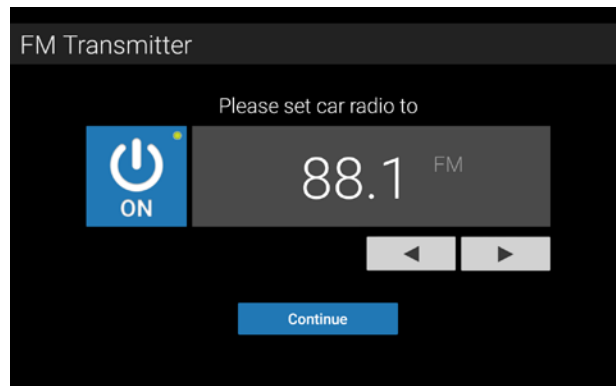 FM Transmitter
Please set car radio to
ON
88.1 FM
Continue